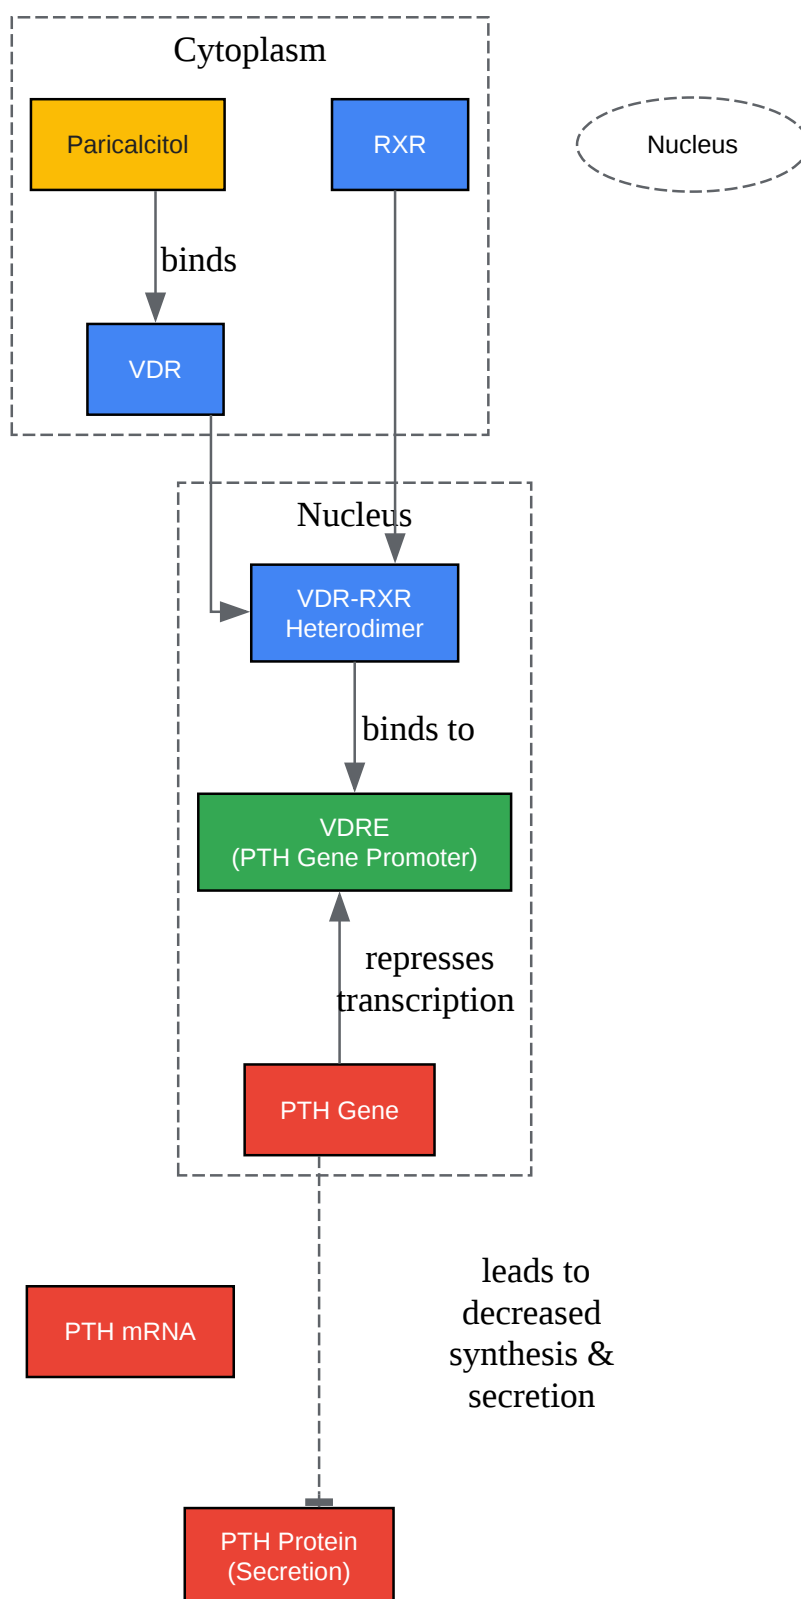 Cytoplasm
Paricalcitol
RXR
Nucleus
binds
VDR
Nucleus
VDR-RXR
Heterodimer
binds to
VDRE
(PTH Gene Promoter)
represses
transcription
PTH Gene
leads to
decreased
synthesis &
secretion
PTH mRNA
PTH Protein
(Secretion)